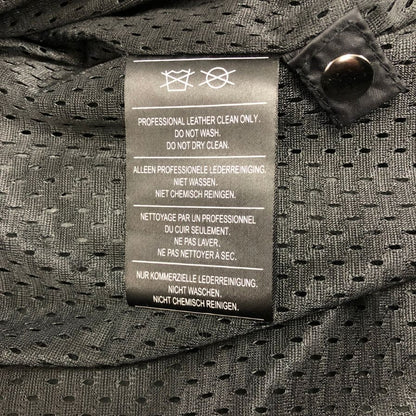 PROFESSIONAL LEATHER CLEAN ONLY.
DO NOT WASH.
DO NOT DRY CLEAN.
ALLEEN PROFESSIONELE LEDERREINIGING.
NIET WASSEN.
NIET CHEMISCH REINIGEN.
NETTOYAGE PAR UN PROFESSIONNEL
DU CUIR SEULEMENT.
NE PAS LAVER.
NE PAS NETTOYER À SEC.
NUR KOMMERZIELLE LEDERREINIGUNG.
NICHT WASCHEN.
NICHT CHEMISCH REINIGEN.